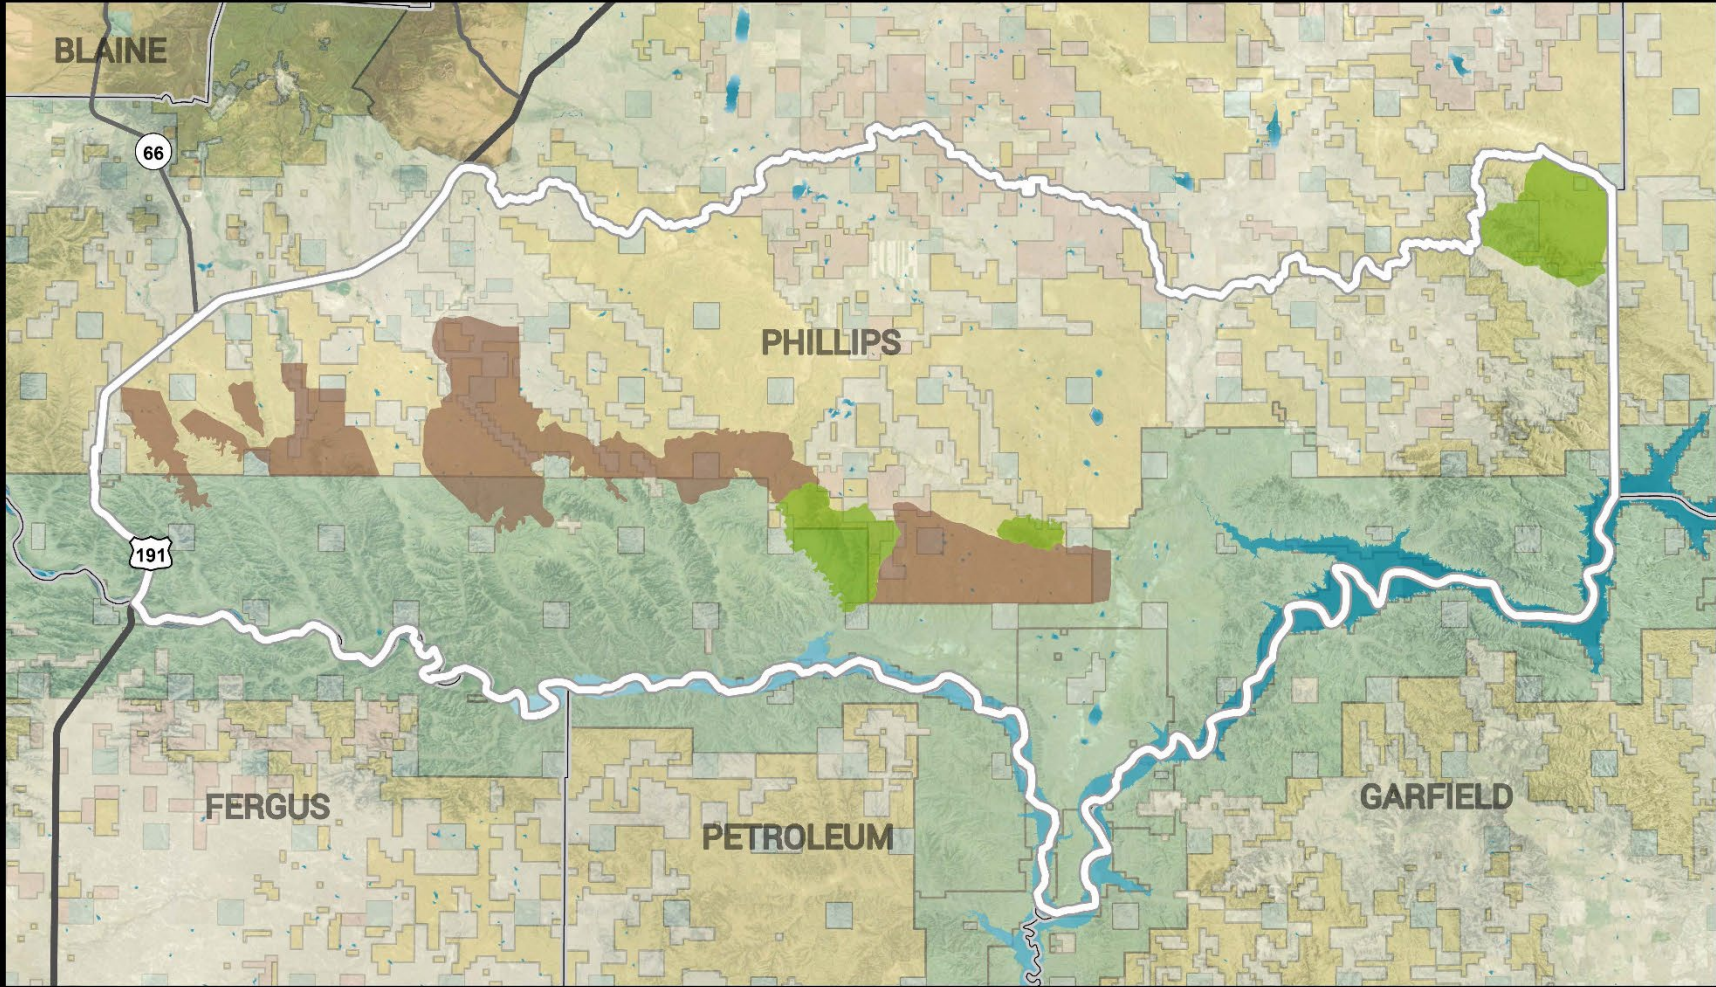 BLAINE
66
PHILLIPS
191
FERGUS
PETROLEUM
GARFIELD